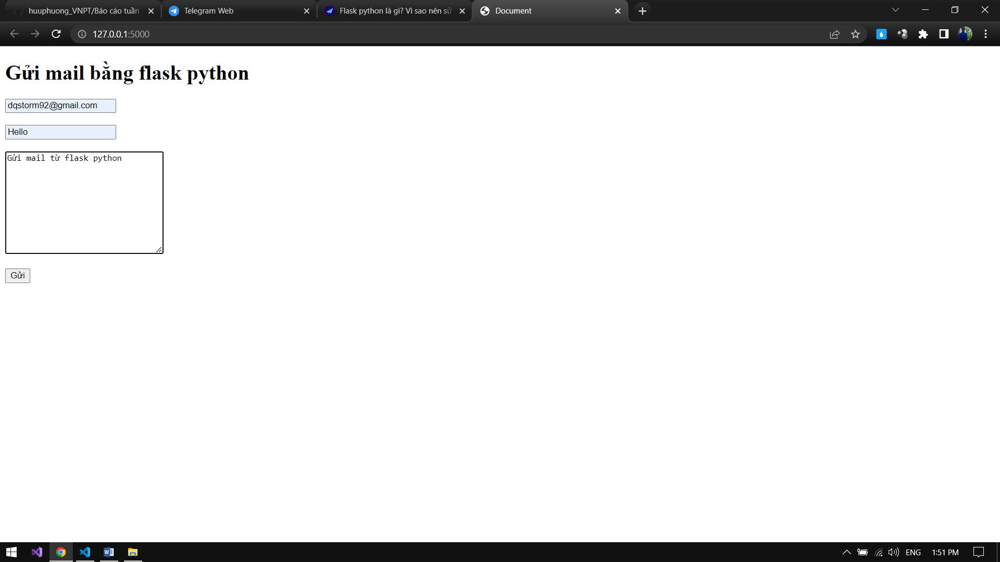 huuphuong_VNPT/Báo cáo tuần
Telegram Web
Flask python là gì? Vì sao nên sử
Document
127.0.0.1:5000
Gửi mail bằng flask python
dqstorm92@gmail.com
Hello
Gửi mail từ flask python
Gửi
ENG
1:51 PM